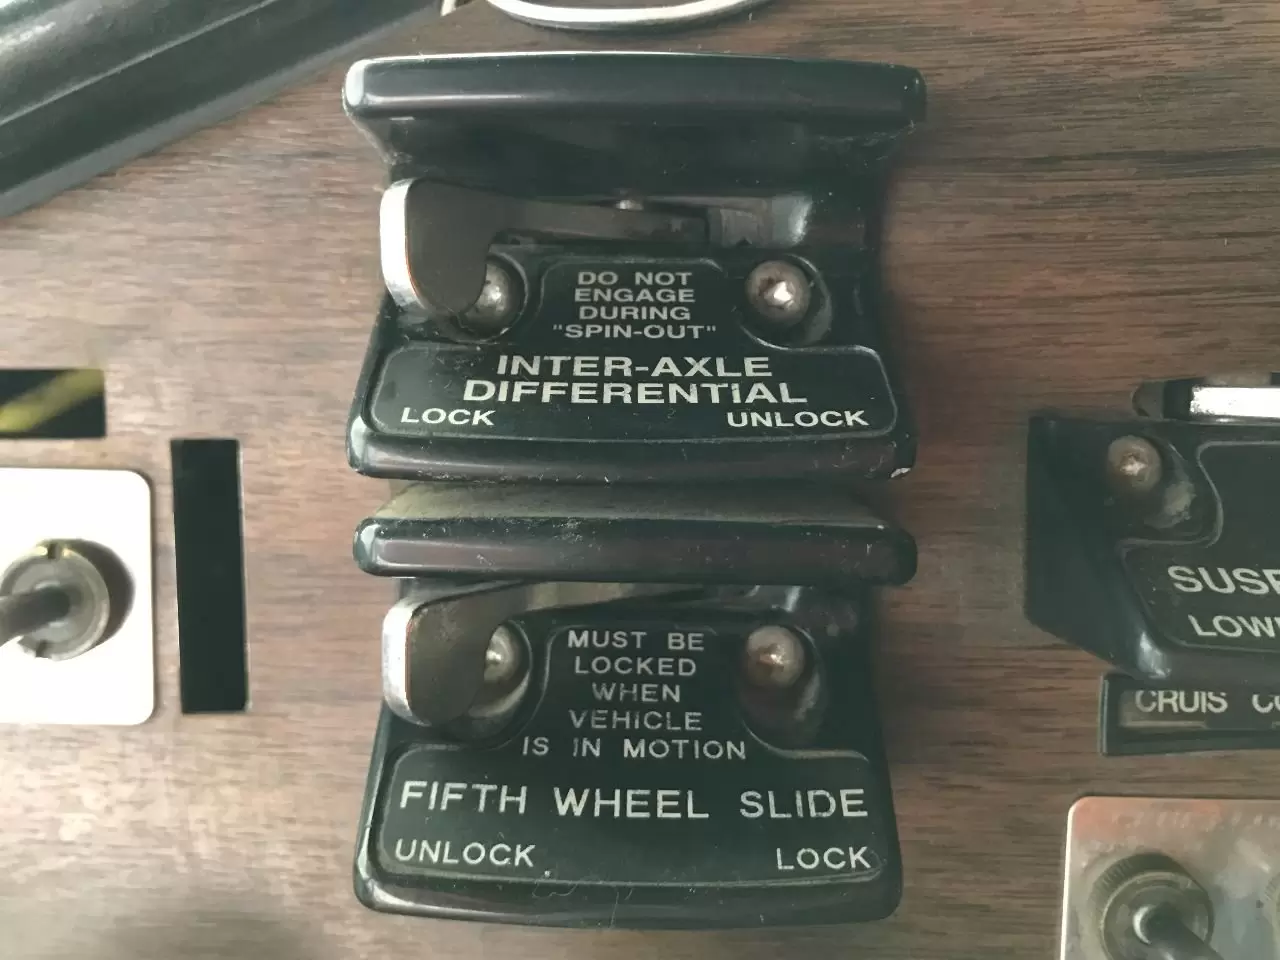 DO NOT
ENGAGE
DURING
"SPIN-OUT"
INTER-AXLE
DIFFERENTIAL
LOCK UNLOCK
MUST BE
LOCKED
WHEN
VEHICLE
IS IN MOTION
FIFTH WHEEL SLIDE
UNLOCK LOCK
CRUIS